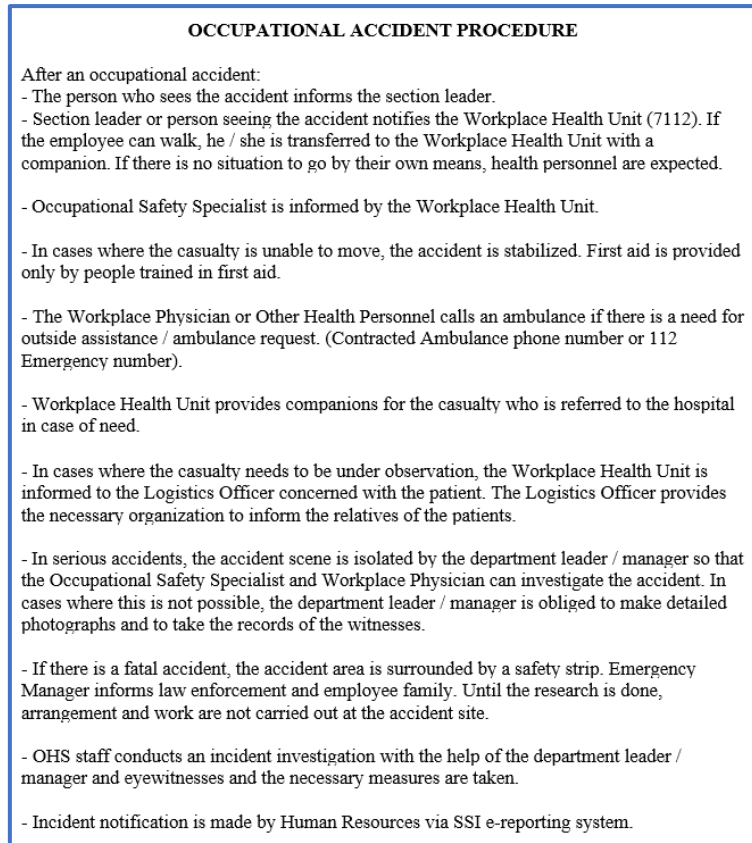 OCCUPATIONAL ACCIDENT PROCEDURE
After an occupational accident:
- The person who sees the accident informs the section leader.
- Section leader or person seeing the accident notifies the Workplace Health Unit (7112). If
the employee can walk, he / she is transferred to the Workplace Health Unit with a
companion. If there is no situation to go by their own means, health personnel are expected.
- Occupational Safety Specialist is informed by the Workplace Health Unit.
- In cases where the casualty is unable to move, the accident is stabilized. First aid is provided
only by people trained in first aid.
- The Workplace Physician or Other Health Personnel calls an ambulance if there is a need for
outside assistance / ambulance request. (Contracted Ambulance phone number or 112
Emergency number).
- Workplace Health Unit provides companions for the casualty who is referred to the hospital
in case of need.
- In cases where the casualty needs to be under observation, the Workplace Health Unit is
informed to the Logistics Officer concerned with the patient. The Logistics Officer provides
the necessary organization to inform the relatives of the patients.
- In serious accidents, the accident scene is isolated by the department leader / manager so that
the Occupational Safety Specialist and Workplace Physician can investigate the accident. In
cases where this is not possible, the department leader / manager is obliged to make detailed
photographs and to take the records of the witnesses.
- If there is a fatal accident, the accident area is surrounded by a safety strip. Emergency
Manager informs law enforcement and employee family. Until the research is done,
arrangement and work are not carried out at the accident site.
- OHS staff conducts an incident investigation with the help of the department leader /
manager and eyewitnesses and the necessary measures are taken.
- Incident notification is made by Human Resources via SSI e-reporting system.